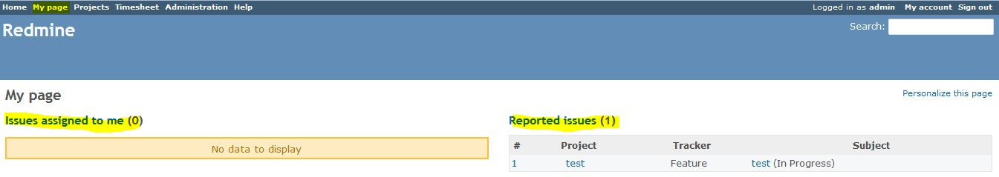 Home My page Projects Timesheet Administration Help Logged in as admin My account Sign out
Redmine
Search:
My page
Personalize this page
Issues assigned to me (0)
No data to display
Reported issues (1)
# Project Tracker Subject
1 test Feature test (In Progress)